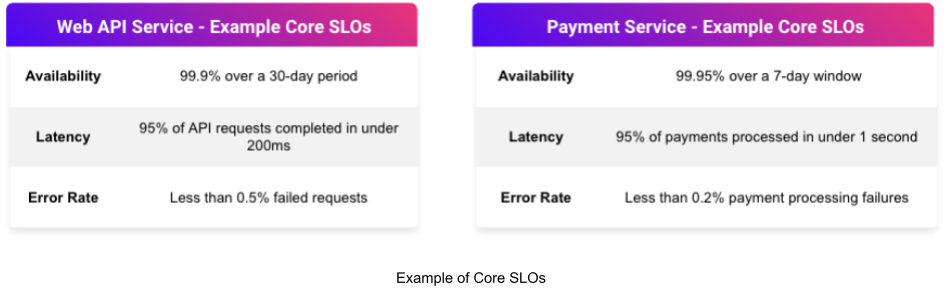 Web API Service - Example Core SLOs
Availability
99.9% over a 30-day period
Latency
95% of API requests completed in under
200ms
Error Rate
Less than 0.5% failed requests
Payment Service - Example Core SLOs
Availability
99.95% over a 7-day window
Latency
95% of payments processed in under 1 second
Error Rate
Less than 0.2% payment processing failures
Example of Core SLOs